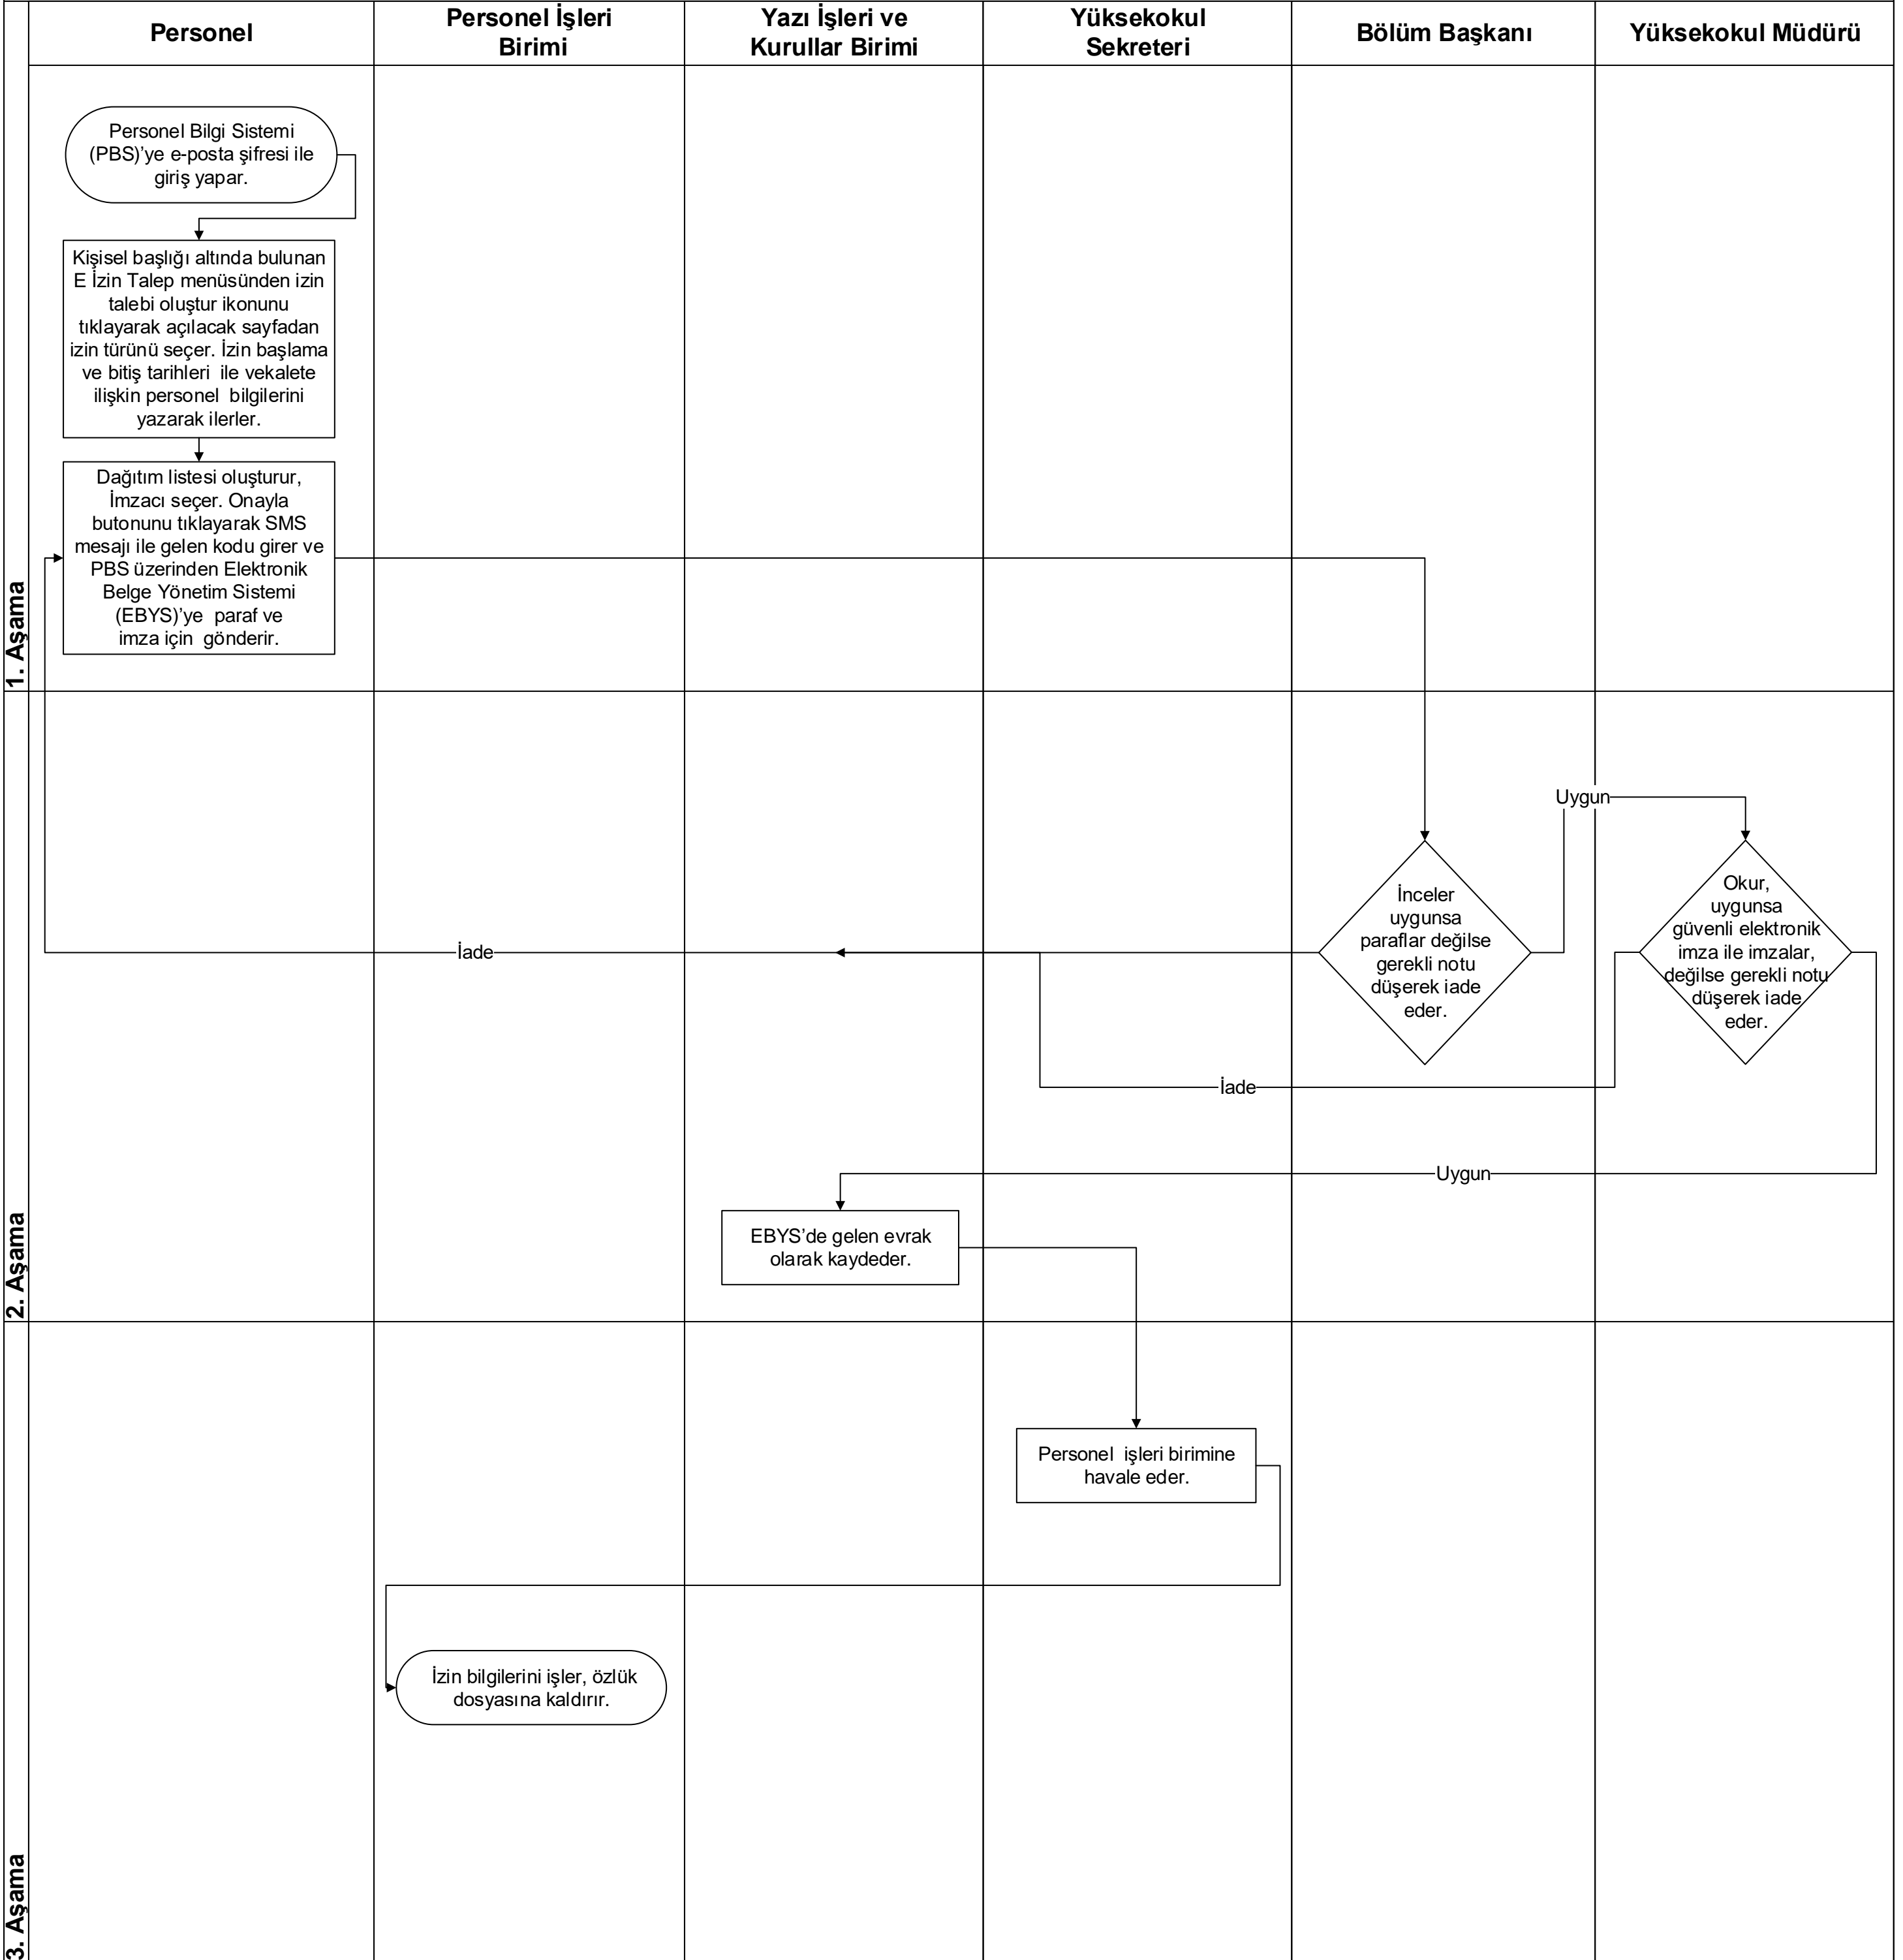 Personel
Personel İşleri
Birimi
Yazı İşleri ve
Kurullar Birimi
Yüksekokul
Sekreteri
Bölüm Başkanı
Yüksekokul Müdürü
1. Aşama
Personel Bilgi Sistemi
(PBS)’ye e-posta şifresi ile
giriş yapar.
Kişisel başlığı altında bulunan
E İzin Talep menüsünden izin
talebi oluştur ikonunu
tıklayarak açılacak sayfadan
izin türünü seçer. İzin başlama
ve bitiş tarihleri  ile vekalete
ilişkin personel  bilgilerini
yazarak ilerler.
Dağıtım listesi oluşturur,
İmzacı seçer. Onayla
butonunu tıklayarak SMS
mesajı ile gelen kodu girer ve
PBS üzerinden Elektronik
Belge Yönetim Sistemi
(EBYS)’ye  paraf ve
imza için  gönderir.
2. Aşama
Uygun
İnceler
uygunsa
paraflar değilse
gerekli notu
düşerek iade
eder.
Okur,
uygunsa
güvenli elektronik
imza ile imzalar,
değilse gerekli notu
düşerek iade
eder.
İade
İade
Uygun
EBYS’de gelen evrak
olarak kaydeder.
3. Aşama
Personel  işleri birimine
havale eder.
İzin bilgilerini işler, özlük
dosyasına kaldırır.